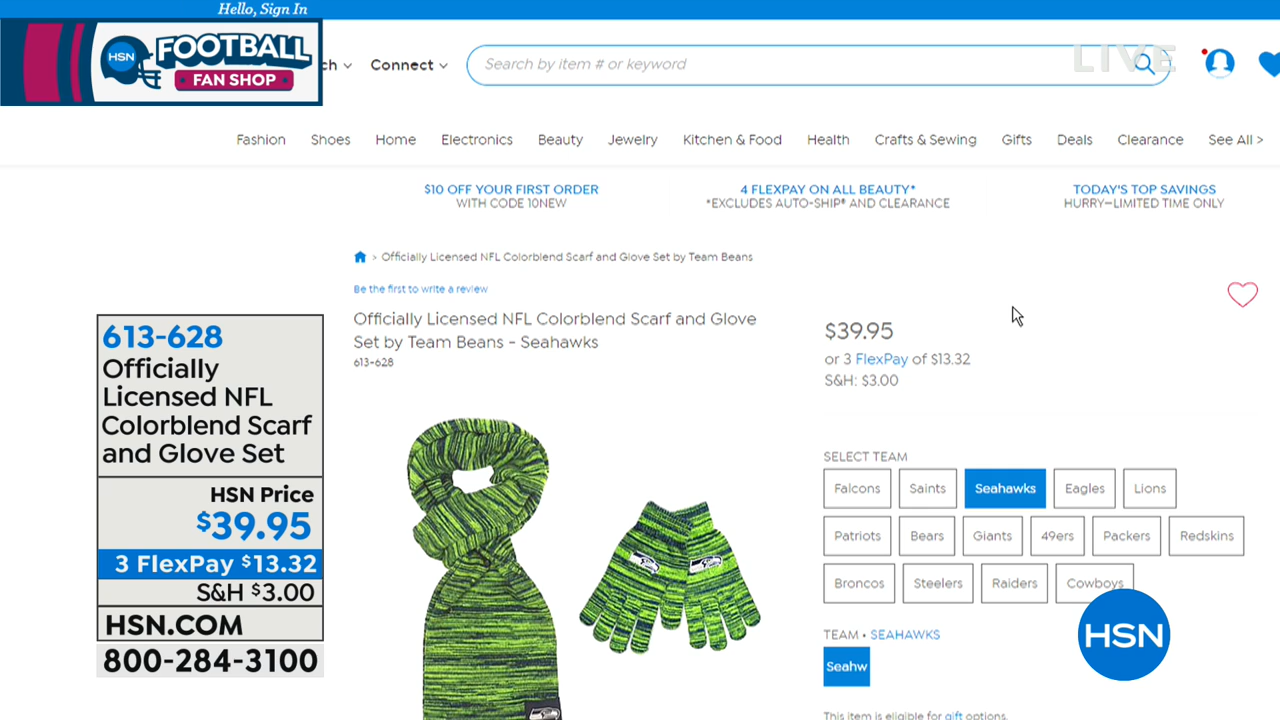 Hello, Sign In
HSN FOOTBALL
FAN SHOP
ch
Connect
Search by item # or keyword
LIVE
Fashion
Shoes
Home
Electronics
Beauty
Jewelry
Kitchen & Food
Health
Crafts & Sewing
Gifts
Deals
Clearance
See All >
$10 OFF YOUR FIRST ORDER
WITH CODE 10NEW
4 FLEXPAY ON ALL BEAUTY*
*EXCLUDES AUTO-SHIP® AND CLEARANCE
TODAY'S TOP SAVINGS
HURRY—LIMITED TIME ONLY
> Officially Licensed NFL Colorblend Scarf and Glove Set by Team Beans
Be the first to write a review
Officially Licensed NFL Colorblend Scarf and Glove
Set by Team Beans - Seahawks
613-628
$39.95
or 3 FlexPay of $13.32
S&H: $3.00
SELECT TEAM
Falcons
Saints
Seahawks
Eagles
Lions
Patriots
Bears
Giants
49ers
Packers
Redskins
Broncos
Steelers
Raiders
Cowboys
TEAM • SEAHAWKS
Seahw
This item is eligible for gift options.
613-628
Officially
Licensed NFL
Colorblend Scarf
and Glove Set
HSN Price
$39.95
3 FlexPay $13.32
S&H $3.00
HSN.COM
800-284-3100
HSN